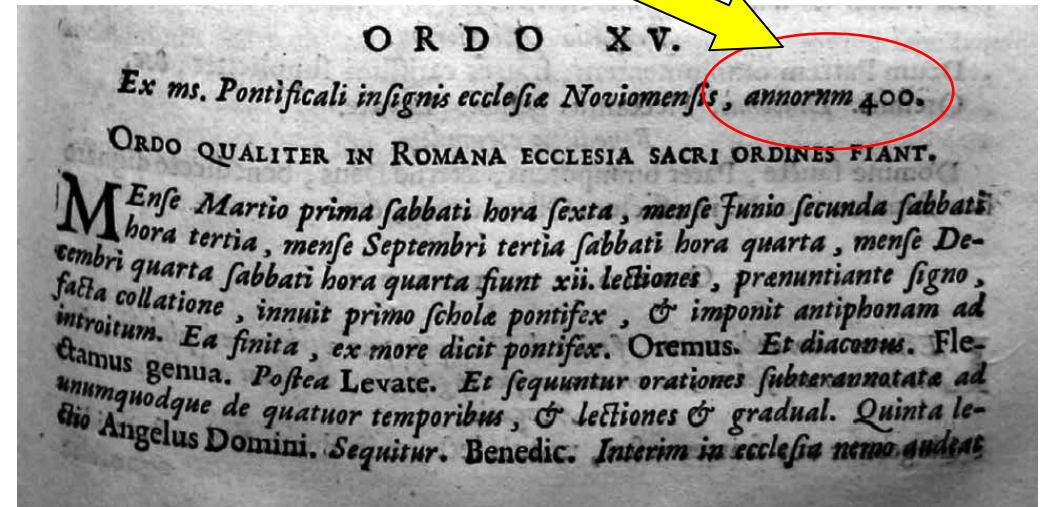 ORDO XV.
Ex ms. Pontificali inſignis eccleſiæ Noviomenſis, annornm 400.
ORDO QUALITER IN ROMANA ECCLESIA SACRI ORDINES FIANT.
MEnſe Martio prima ſabbati hora ſexta, menſe Junio ſecunda ſabbati
hora tertia, menſe Septembri tertia ſabbati hora quarta, menſe De-
cembri quarta ſabbati hora quarta fiunt xii. lectiones, prænuntiante ſigno,
facta collatione, innuit primo ſcholæ pontifex, & imponit antiphonam ad
introitum. Ea finita, ex more dicit pontifex. Oremus. Et diaconus. Fle-
ctamus genua. Poſtea Levate. Et ſequuntur orationes ſubterannotatæ ad
unumquodque de quatuor temporibus, & lectiones & gradual. Quinta le-
ctio Angelus Domini. Sequitur. Benedic. Interim in eccleſia nemo audeat